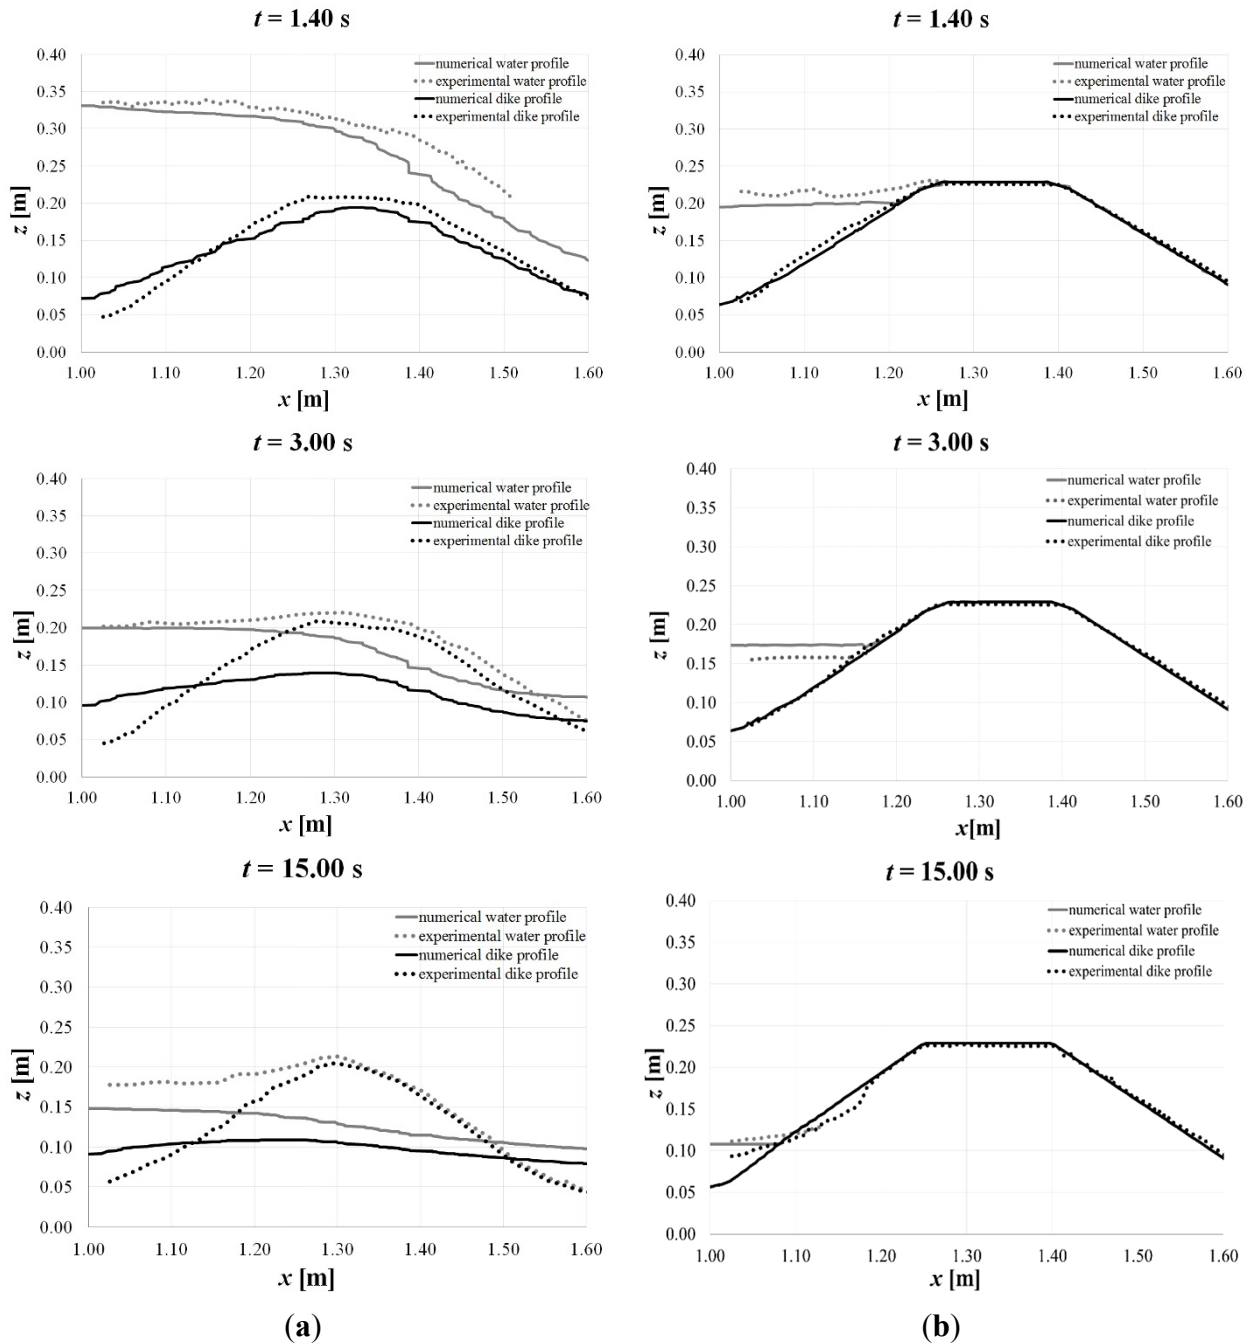 t = 1.40 s
0.40
0.35
0.30
0.25
0.20
0.15
0.10
0.05
0.00
z [m]
numerical water profile
experimental water profile
numerical dike profile
experimental dike profile
1.00 1.10 1.20 1.30 1.40 1.50 1.60
x [m]
t = 1.40 s
0.40
0.35
0.30
0.25
0.20
0.15
0.10
0.05
0.00
z [m]
numerical water profile
experimental water profile
numerical dike profile
experimental dike profile
1.00 1.10 1.20 1.30 1.40 1.50 1.60
x [m]
t = 3.00 s
0.40
0.35
0.30
0.25
0.20
0.15
0.10
0.05
0.00
z [m]
numerical water profile
experimental water profile
numerical dike profile
experimental dike profile
1.00 1.10 1.20 1.30 1.40 1.50 1.60
x [m]
t = 3.00 s
0.40
0.35
0.30
0.25
0.20
0.15
0.10
0.05
0.00
z [m]
numerical water profile
experimental water profile
numerical dike profile
experimental dike profile
1.00 1.10 1.20 1.30 1.40 1.50 1.60
x[m]
t = 15.00 s
0.40
0.35
0.30
0.25
0.20
0.15
0.10
0.05
0.00
z [m]
numerical water profile
experimental water profile
numerical dike profile
experimental dike profile
1.00 1.10 1.20 1.30 1.40 1.50 1.60
x [m]
t = 15.00 s
0.40
0.35
0.30
0.25
0.20
0.15
0.10
0.05
0.00
z [m]
numerical water profile
experimental water profile
numerical dike profile
experimental dike profile
1.00 1.10 1.20 1.30 1.40 1.50 1.60
x [m]
(a)
(b)